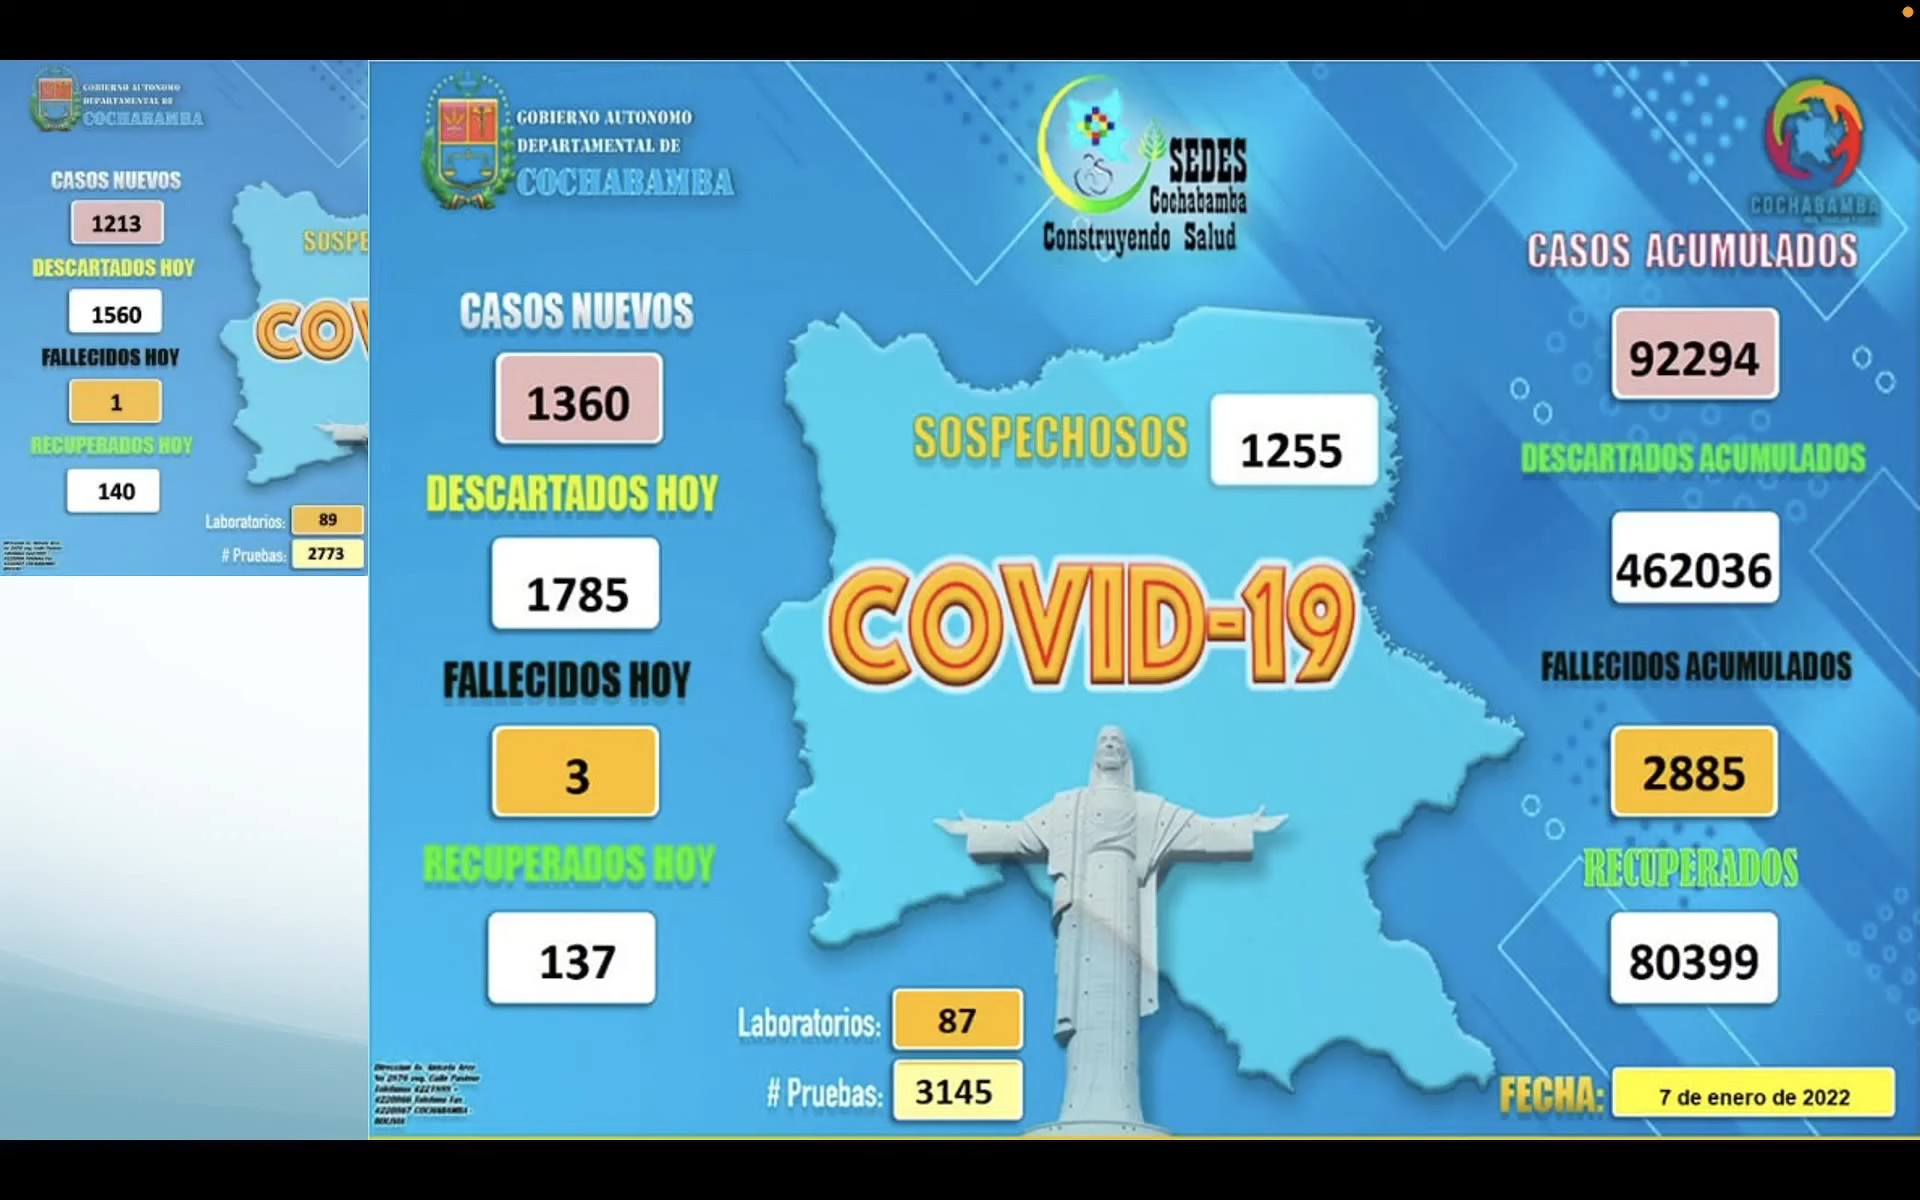 GOBIERNO AUTONOMO
DEPARTAMENTAL DE
COCHABAMBA
CASOS NUEVOS
1213
DESCARTADOS HOY
1560
FALLECIDOS HOY
1
RECUPERADOS HOY
140
SOSPE
COV
Laboratorios: 89
# Pruebas: 2773
GOBIERNO AUTONOMO
DEPARTAMENTAL DE
COCHABAMBA
SEDES
Cochabamba
Construyendo Salud
COCHABAMBA
CASOS NUEVOS
1360
DESCARTADOS HOY
1785
FALLECIDOS HOY
3
RECUPERADOS HOY
137
SOSPECHOSOS 1255
COVID-19
Laboratorios: 87
# Pruebas: 3145
CASOS ACUMULADOS
92294
DESCARTADOS ACUMULADOS
462036
FALLECIDOS ACUMULADOS
2885
RECUPERADOS
80399
FECHA: 7 de enero de 2022
COCHABAMBA